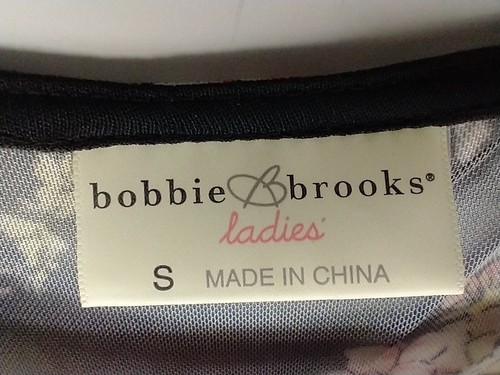 bobbie B brooks®
ladies'
S MADE IN CHINA